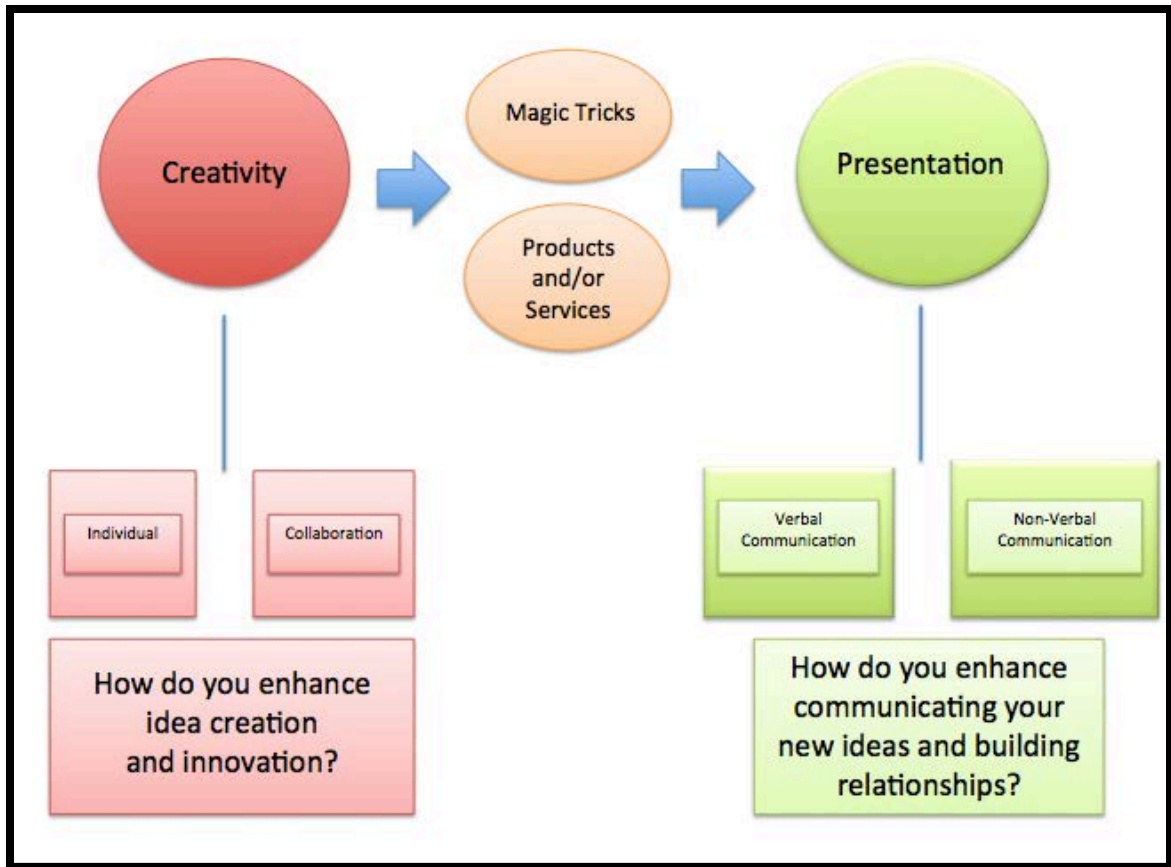 Creativity
Magic Tricks
Products
and/or
Services
Presentation
Individual
Collaboration
How do you enhance
idea creation
and innovation?
Verbal
Communication
Non-Verbal
Communication
How do you enhance
communicating your
new ideas and building
relationships?